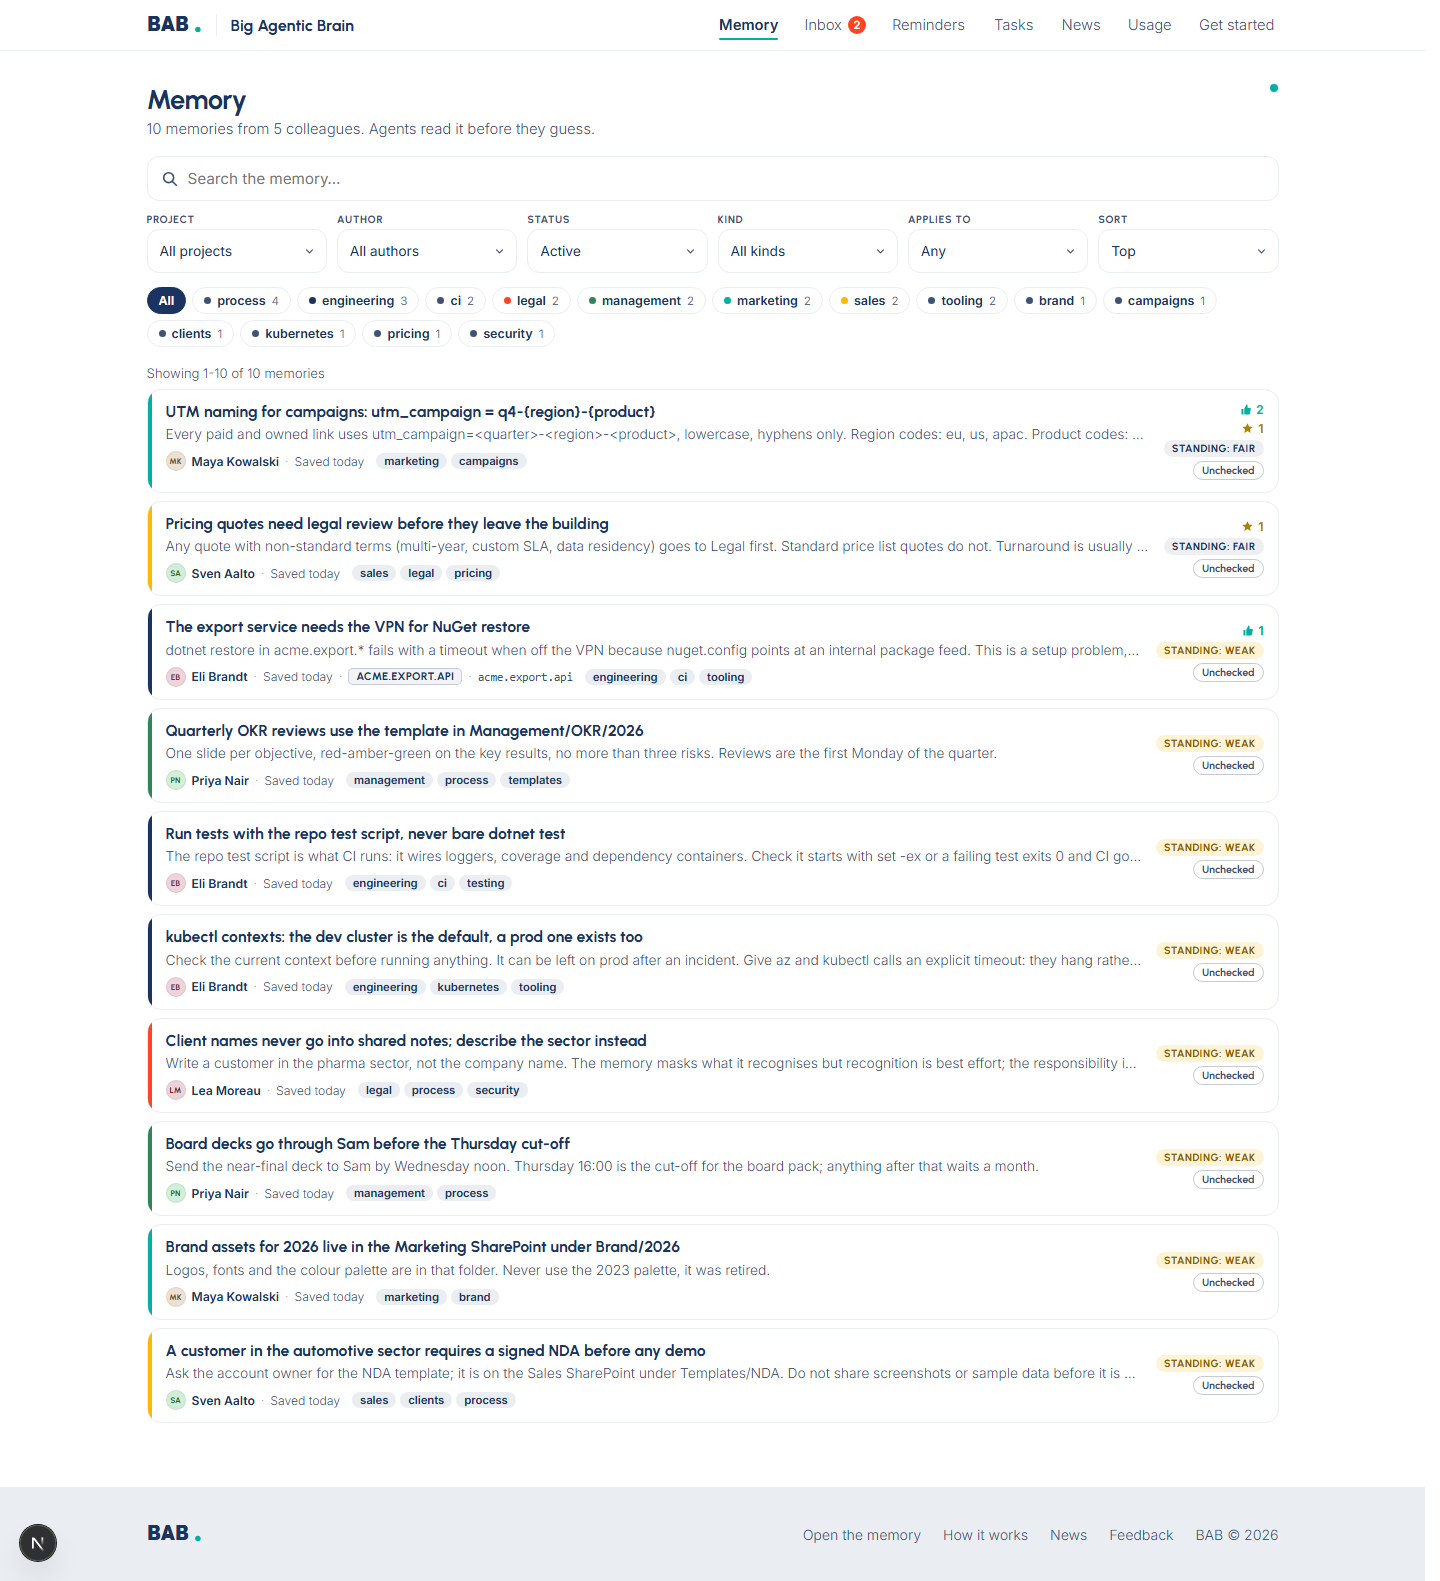 BAB. Big Agentic Brain Memory Inbox 2 Reminders Tasks News Usage Get started
Memory
10 memories from 5 colleagues. Agents read it before they guess.
Search the memory...
PROJECT AUTHOR STATUS KIND APPLIES TO SORT
All projects All authors Active All kinds Any Top
All process 4 engineering 3 ci 2 legal 2 management 2 marketing 2 sales 2 tooling 2 brand 1 campaigns 1
clients 1 kubernetes 1 pricing 1 security 1
Showing 1-10 of 10 memories
UTM naming for campaigns: utm_campaign = q4-{region}-{product}
Every paid and owned link uses utm_campaign=<quarter>-<region>-<product>, lowercase, hyphens only. Region codes: eu, us, apac. Product codes: ...
MK Maya Kowalski · Saved today marketing campaigns
2
1
STANDING: FAIR
Unchecked
Pricing quotes need legal review before they leave the building
Any quote with non-standard terms (multi-year, custom SLA, data residency) goes to Legal first. Standard price list quotes do not. Turnaround is usually ...
SA Sven Aalto · Saved today sales legal pricing
1
STANDING: FAIR
Unchecked
The export service needs the VPN for NuGet restore
dotnet restore in acme.export.* fails with a timeout when off the VPN because nuget.config points at an internal package feed. This is a setup problem,...
EB Eli Brandt · Saved today · ACME.EXPORT.API · acme.export.api engineering ci tooling
1
STANDING: WEAK
Unchecked
Quarterly OKR reviews use the template in Management/OKR/2026
One slide per objective, red-amber-green on the key results, no more than three risks. Reviews are the first Monday of the quarter.
PN Priya Nair · Saved today management process templates
STANDING: WEAK
Unchecked
Run tests with the repo test script, never bare dotnet test
The repo test script is what CI runs: it wires loggers, coverage and dependency containers. Check it starts with set -ex or a failing test exits 0 and CI go...
EB Eli Brandt · Saved today engineering ci testing
STANDING: WEAK
Unchecked
kubectl contexts: the dev cluster is the default, a prod one exists too
Check the current context before running anything. It can be left on prod after an incident. Give az and kubectl calls an explicit timeout: they hang rathe...
EB Eli Brandt · Saved today engineering kubernetes tooling
STANDING: WEAK
Unchecked
Client names never go into shared notes; describe the sector instead
Write a customer in the pharma sector, not the company name. The memory masks what it recognises but recognition is best effort; the responsibility i...
LM Lea Moreau · Saved today legal process security
STANDING: WEAK
Unchecked
Board decks go through Sam before the Thursday cut-off
Send the near-final deck to Sam by Wednesday noon. Thursday 16:00 is the cut-off for the board pack; anything after that waits a month.
PN Priya Nair · Saved today management process
STANDING: WEAK
Unchecked
Brand assets for 2026 live in the Marketing SharePoint under Brand/2026
Logos, fonts and the colour palette are in that folder. Never use the 2023 palette, it was retired.
MK Maya Kowalski · Saved today marketing brand
STANDING: WEAK
Unchecked
A customer in the automotive sector requires a signed NDA before any demo
Ask the account owner for the NDA template; it is on the Sales SharePoint under Templates/NDA. Do not share screenshots or sample data before it is ...
SA Sven Aalto · Saved today sales clients process
STANDING: WEAK
Unchecked
BAB. Open the memory How it works News Feedback BAB © 2026
N